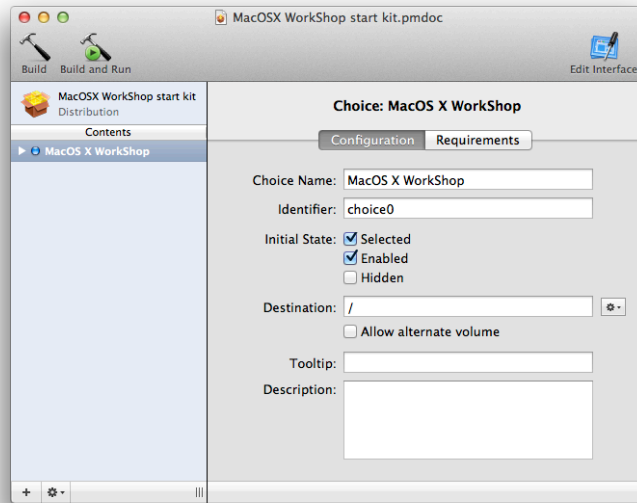 MacOSX WorkShop start kit.pmdoc
Build
Build and Run
Edit Interface
MacOSX WorkShop start kit
Distribution
Contents
MacOS X WorkShop
Choice: MacOS X WorkShop
Configuration
Requirements
Choice Name: MacOS X WorkShop
Identifier: choice0
Initial State: Selected
Enabled
Hidden
Destination: /
Allow alternate volume
Tooltip:
Description: